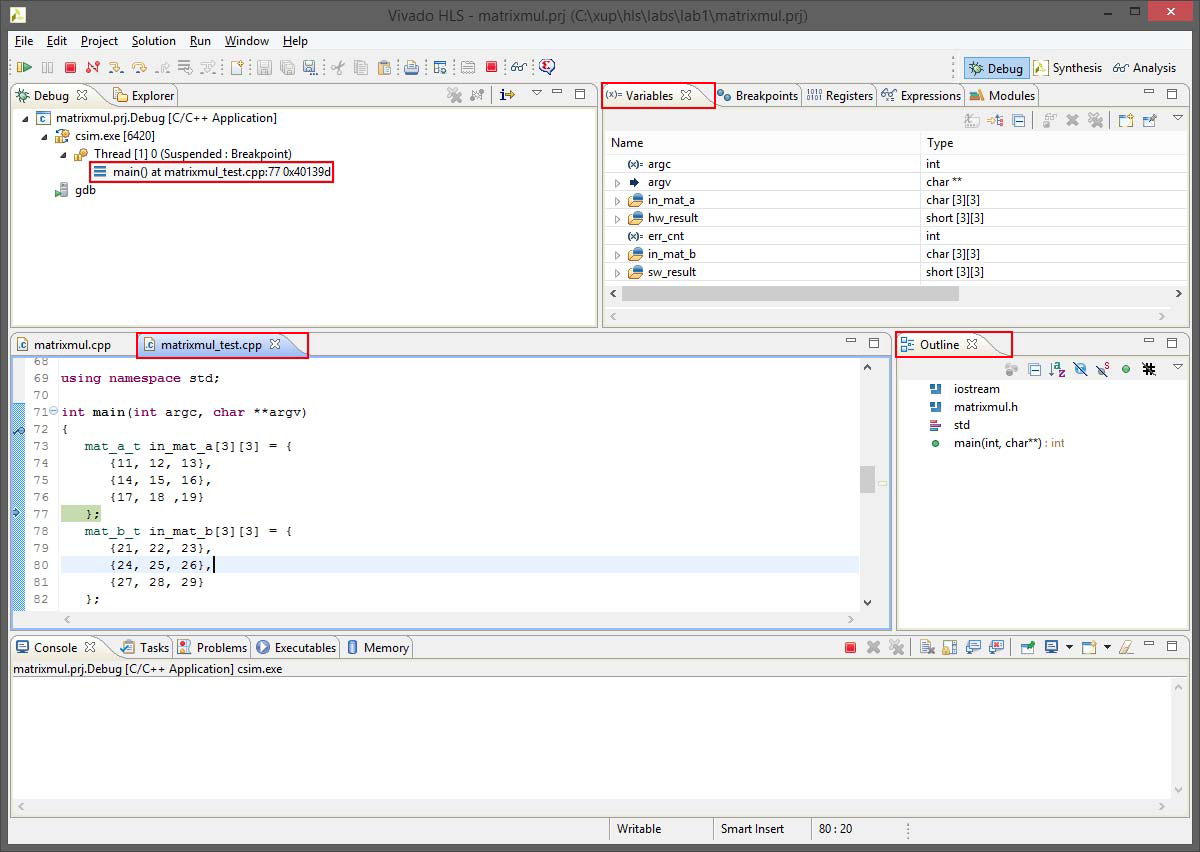 Vivado HLS - matrixmul.prj (C:\xup\hls\labs\lab1\matrixmul.prj)
File Edit Project Solution Run Window Help
Debug Synthesis Analysis
Debug Explorer
matrixmul.prj.Debug [C/C++ Application]
csim.exe [6420]
Thread [1] 0 (Suspended : Breakpoint)
main() at matrixmul_test.cpp:77 0x40139d
gdb
(x)= Variables Breakpoints 1010 0101 Registers Expressions Modules
Name Type
(x)= argc int
argv char **
in_mat_a char [3][3]
hw_result short [3][3]
(x)= err_cnt int
in_mat_b char [3][3]
sw_result short [3][3]
matrixmul.cpp matrixmul_test.cpp
68
69 using namespace std;
70
71 int main(int argc, char **argv)
72 {
73 mat_a_t in_mat_a[3][3] = {
74 {11, 12, 13},
75 {14, 15, 16},
76 {17, 18 ,19}
77 };
78 mat_b_t in_mat_b[3][3] = {
79 {21, 22, 23},
80 {24, 25, 26},
81 {27, 28, 29}
82 };
Outline
iostream
matrixmul.h
std
main(int, char**) : int
Console Tasks Problems Executables Memory
matrixmul.prj.Debug [C/C++ Application] csim.exe
Writable Smart Insert 80 : 20